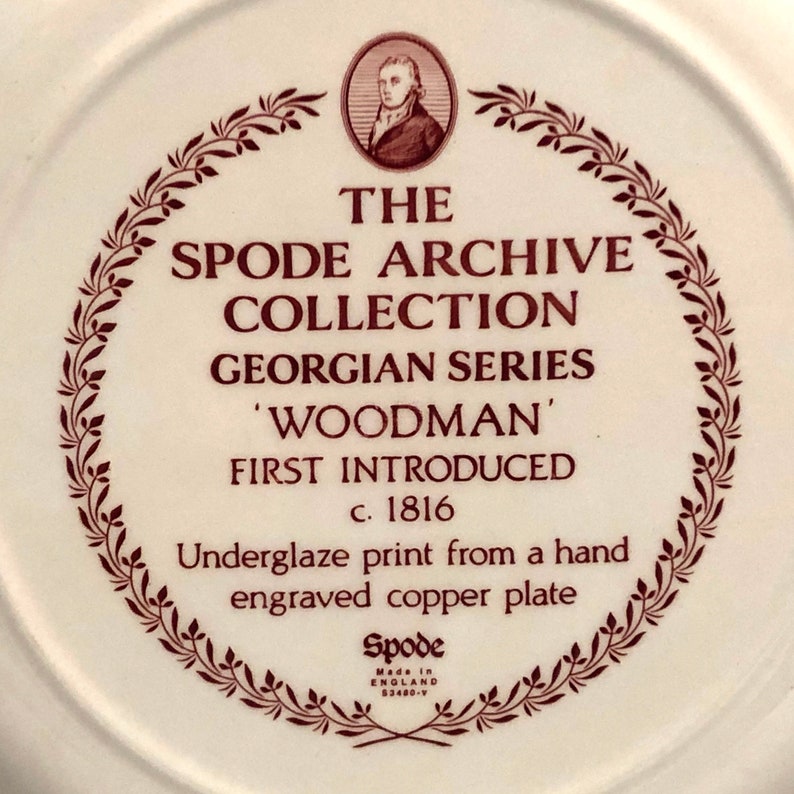 THE
SPODE ARCHIVE
COLLECTION
GEORGIAN SERIES
'WOODMAN'
FIRST INTRODUCED
c. 1816
Underglaze print from a hand
engraved copper plate
Spode
Made in
ENGLAND
S3480-V